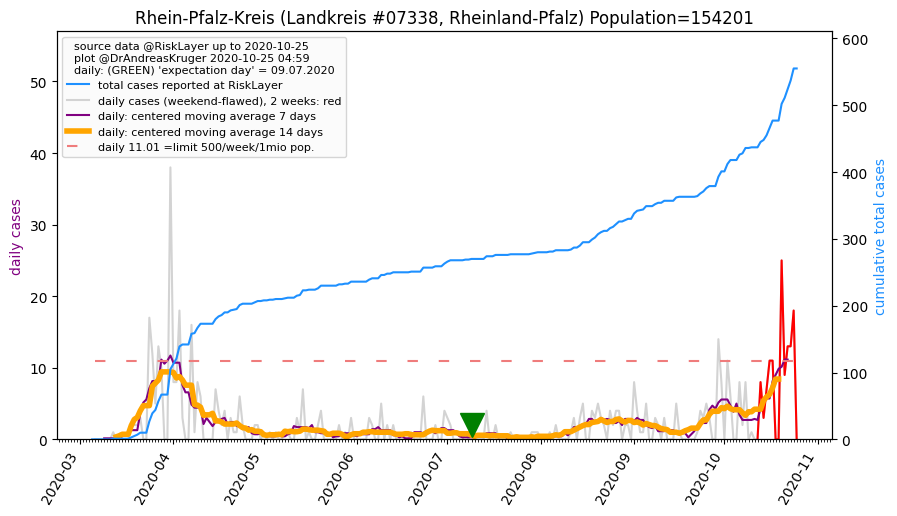 Rhein-Pfalz-Kreis (Landkreis #07338, Rheinland-Pfalz) Population=154201
source data @RiskLayer up to 2020-10-25
plot @DrAndreasKruger 2020-10-25 04:59
daily: (GREEN) 'expectation day' = 09.07.2020
total cases reported at RiskLayer
daily cases (weekend-flawed), 2 weeks: red
daily: centered moving average 7 days
daily: centered moving average 14 days
daily 11.01 =limit 500/week/1mio pop.
daily cases
50
40
30
20
10
0
600
500
400
300
200
100
0
cumulative total cases
2020-03
2020-04
2020-05
2020-06
2020-07
2020-08
2020-09
2020-10
2020-11